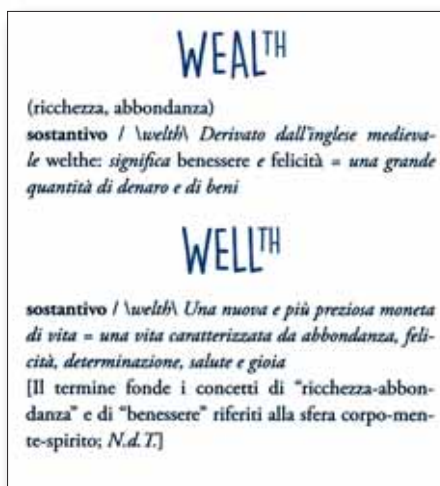 WEALTH
(ricchezza, abbondanza)
sostantivo / \welth\ Derivato dall'inglese medieva-
le welthe: significa benessere e felicità = una grande
quantità di denaro e di beni
WELLTH
sostantivo / \welth\ Una nuova e più preziosa moneta
di vita = una vita caratterizzata da abbondanza, feli-
cità, determinazione, salute e gioia
[Il termine fonde i concetti di "ricchezza-abbon-
danza" e di "benessere" riferiti alla sfera corpo-men-
te-spirito; N.d.T.]